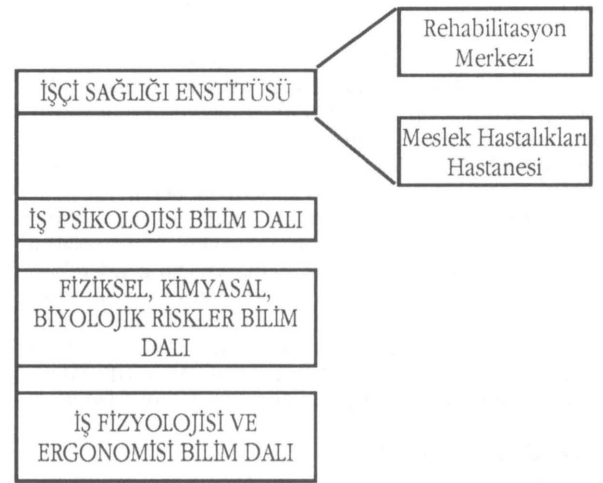 Rehabilitasyon
Merkezi
İŞÇİ SAĞLIĞI ENSTİTÜSÜ
Meslek Hastalıkları
Hastanesi
İŞ PSİKOLOJİSİ BİLİM DALI
FİZİKSEL, KİMYASAL,
BİYOLOJİK RİSKLER BİLİM
DALI
İŞ FİZYOLOJİSİ VE
ERGONOMİSİ BİLİM DALI